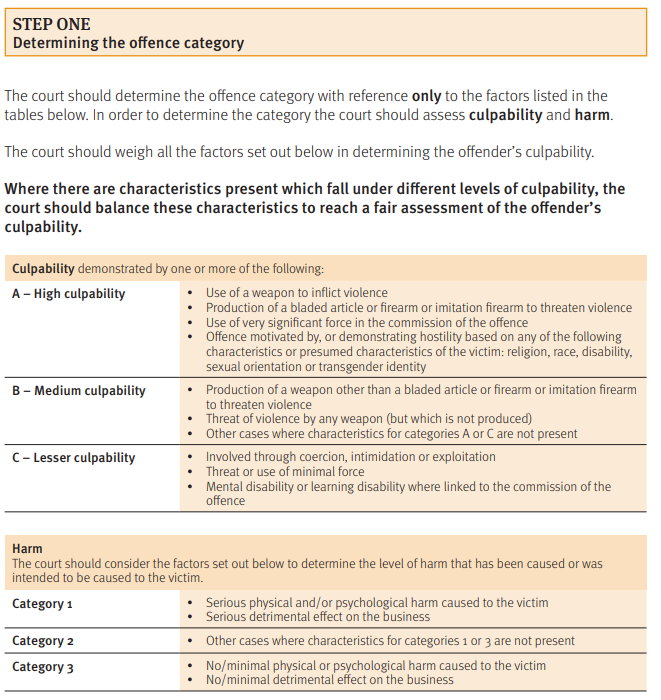 STEP ONE
Determining the offence category
The court should determine the offence category with reference only to the factors listed in the
tables below. In order to determine the category the court should assess culpability and harm.
The court should weigh all the factors set out below in determining the offender’s culpability.
Where there are characteristics present which fall under different levels of culpability, the
court should balance these characteristics to reach a fair assessment of the offender’s
culpability.
Culpability demonstrated by one or more of the following:
A – High culpability
• Use of a weapon to inflict violence
• Production of a bladed article or firearm or imitation firearm to threaten violence
• Use of very significant force in the commission of the offence
• Offence motivated by, or demonstrating hostility based on any of the following
characteristics or presumed characteristics of the victim: religion, race, disability,
sexual orientation or transgender identity
B – Medium culpability
• Production of a weapon other than a bladed article or firearm or imitation firearm
to threaten violence
• Threat of violence by any weapon (but which is not produced)
• Other cases where characteristics for categories A or C are not present
C – Lesser culpability
• Involved through coercion, intimidation or exploitation
• Threat or use of minimal force
• Mental disability or learning disability where linked to the commission of the
offence
Harm
The court should consider the factors set out below to determine the level of harm that has been caused or was
intended to be caused to the victim.
Category 1
• Serious physical and/or psychological harm caused to the victim
• Serious detrimental effect on the business
Category 2
• Other cases where characteristics for categories 1 or 3 are not present
Category 3
• No/minimal physical or psychological harm caused to the victim
• No/minimal detrimental effect on the business